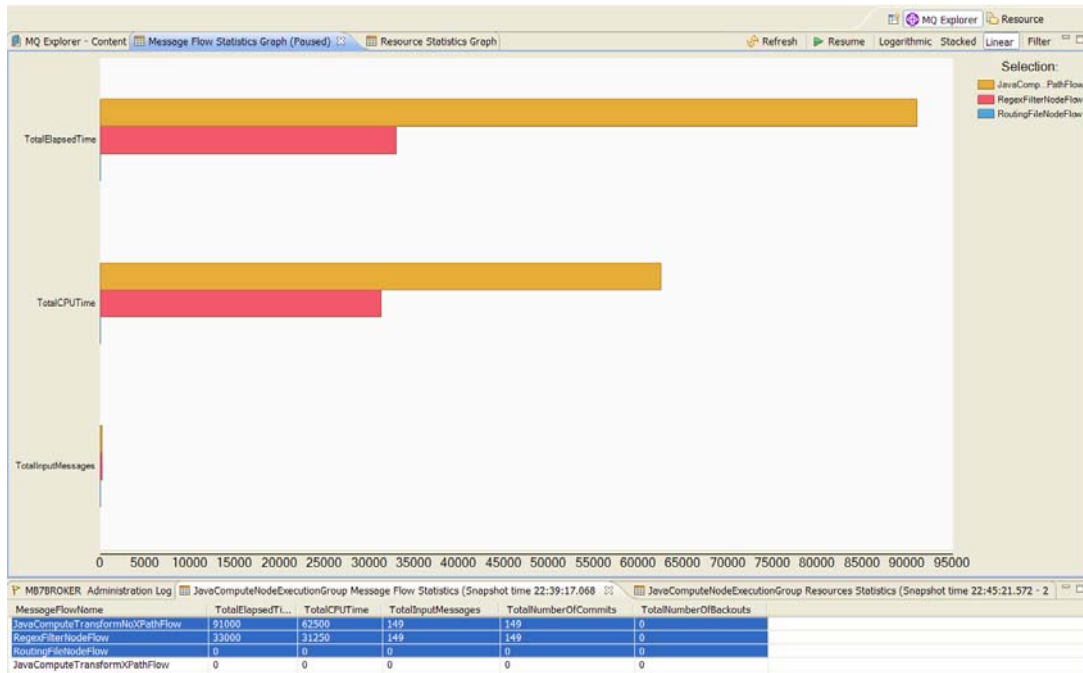 MQ Explorer Resource
MQ Explorer - Content Message Flow Statistics Graph (Paused) Resource Statistics Graph Refresh Resume Logarithmic Stacked Linear Filter
Selection:
JavaComp...PathFlow
RegexFilterNodeFlow
RoutingFileNodeFlow
TotalElapsedTime
TotalCPUTime
TotalInputMessages
0 5000 10000 15000 20000 25000 30000 35000 40000 45000 50000 55000 60000 65000 70000 75000 80000 85000 90000 95000
MB7BROKER Administration Log JavaComputeNodeExecutionGroup Message Flow Statistics (Snapshot time 22:39:17.068 JavaComputeNodeExecutionGroup Resources Statistics (Snapshot time 22:45:21.572 - 2
MessageFlowName TotalElapsedTi... TotalCPUTime TotalInputMessages TotalNumberOfCommits TotalNumberOfBackouts
JavaComputeTransformNoXPathFlow 91000 62500 149 149 0
RegexFilterNodeFlow 33000 31250 149 149 0
RoutingFileNodeFlow 0 0 0 0 0
JavaComputeTransformXPathFlow 0 0 0 0 0